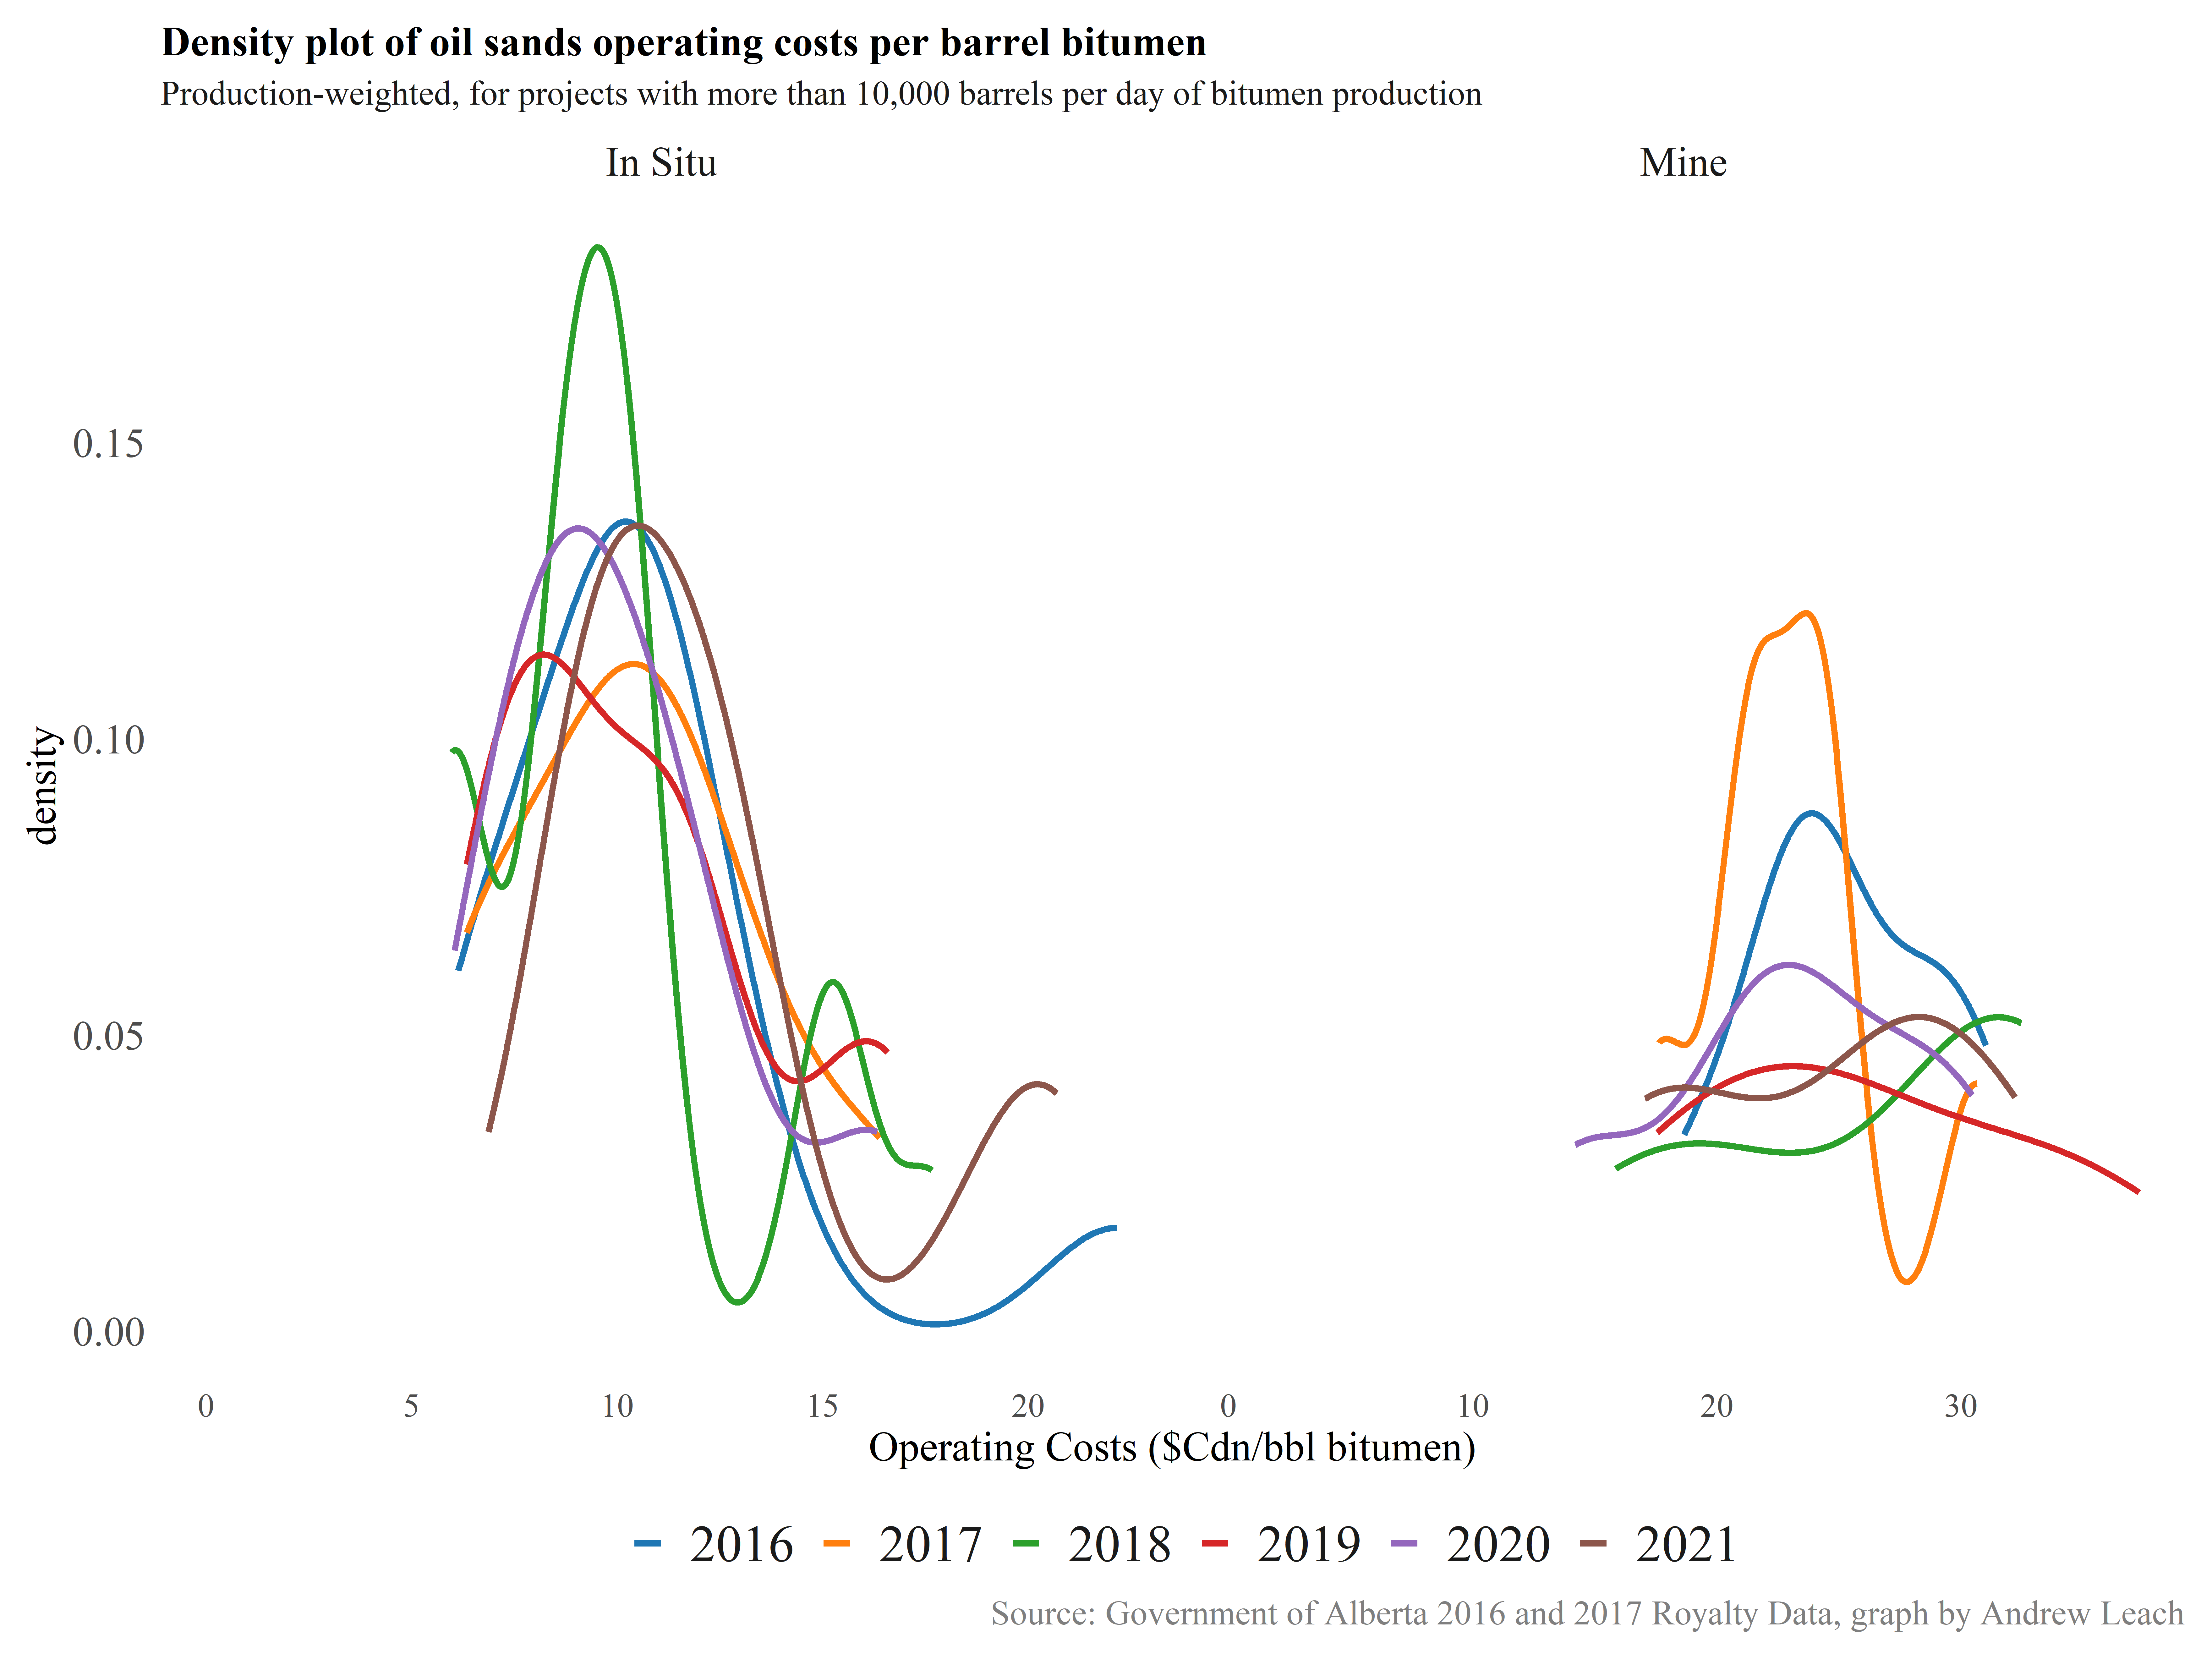 Density plot of oil sands operating costs per barrel bitumen
Production-weighted, for projects with more than 10,000 barrels per day of bitumen production
In Situ
Mine
density
0.15
0.10
0.05
0.00
0 5 10 15 20
0 10 20 30
Operating Costs ($Cdn/bbl bitumen)
2016 2017 2018 2019 2020 2021
Source: Government of Alberta 2016 and 2017 Royalty Data, graph by Andrew Leach